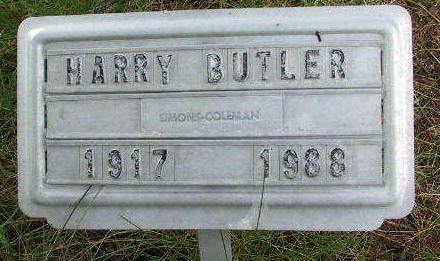 HARRY BUTLER
SIMONS-COLEMAN
1917 1988